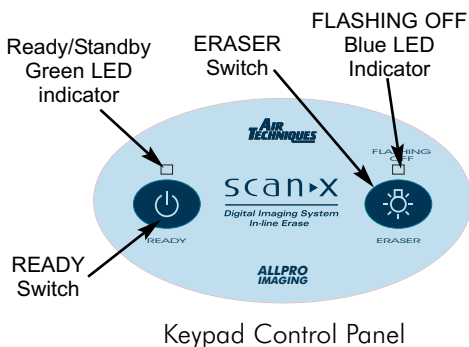 Ready/Standby
Green LED
indicator
ERASER
Switch
FLASHING OFF
Blue LED
Indicator
AIR
TECHNIQUES
FLASHING
OFF
scan x
Digital Imaging System
In-line Erase
READY
ERASER
READY
Switch
ALLPRO
IMAGING
Keypad Control Panel